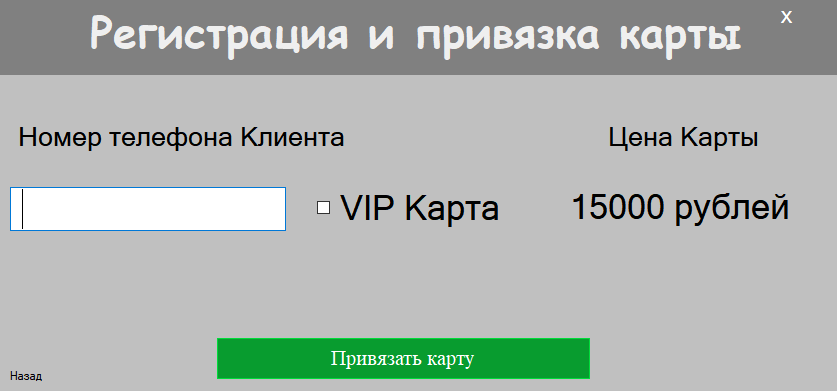 Регистрация и привязка карты
x
Номер телефона Клиента
Цена Карты
VIP Карта
15000 рублей
Привязать карту
Назад